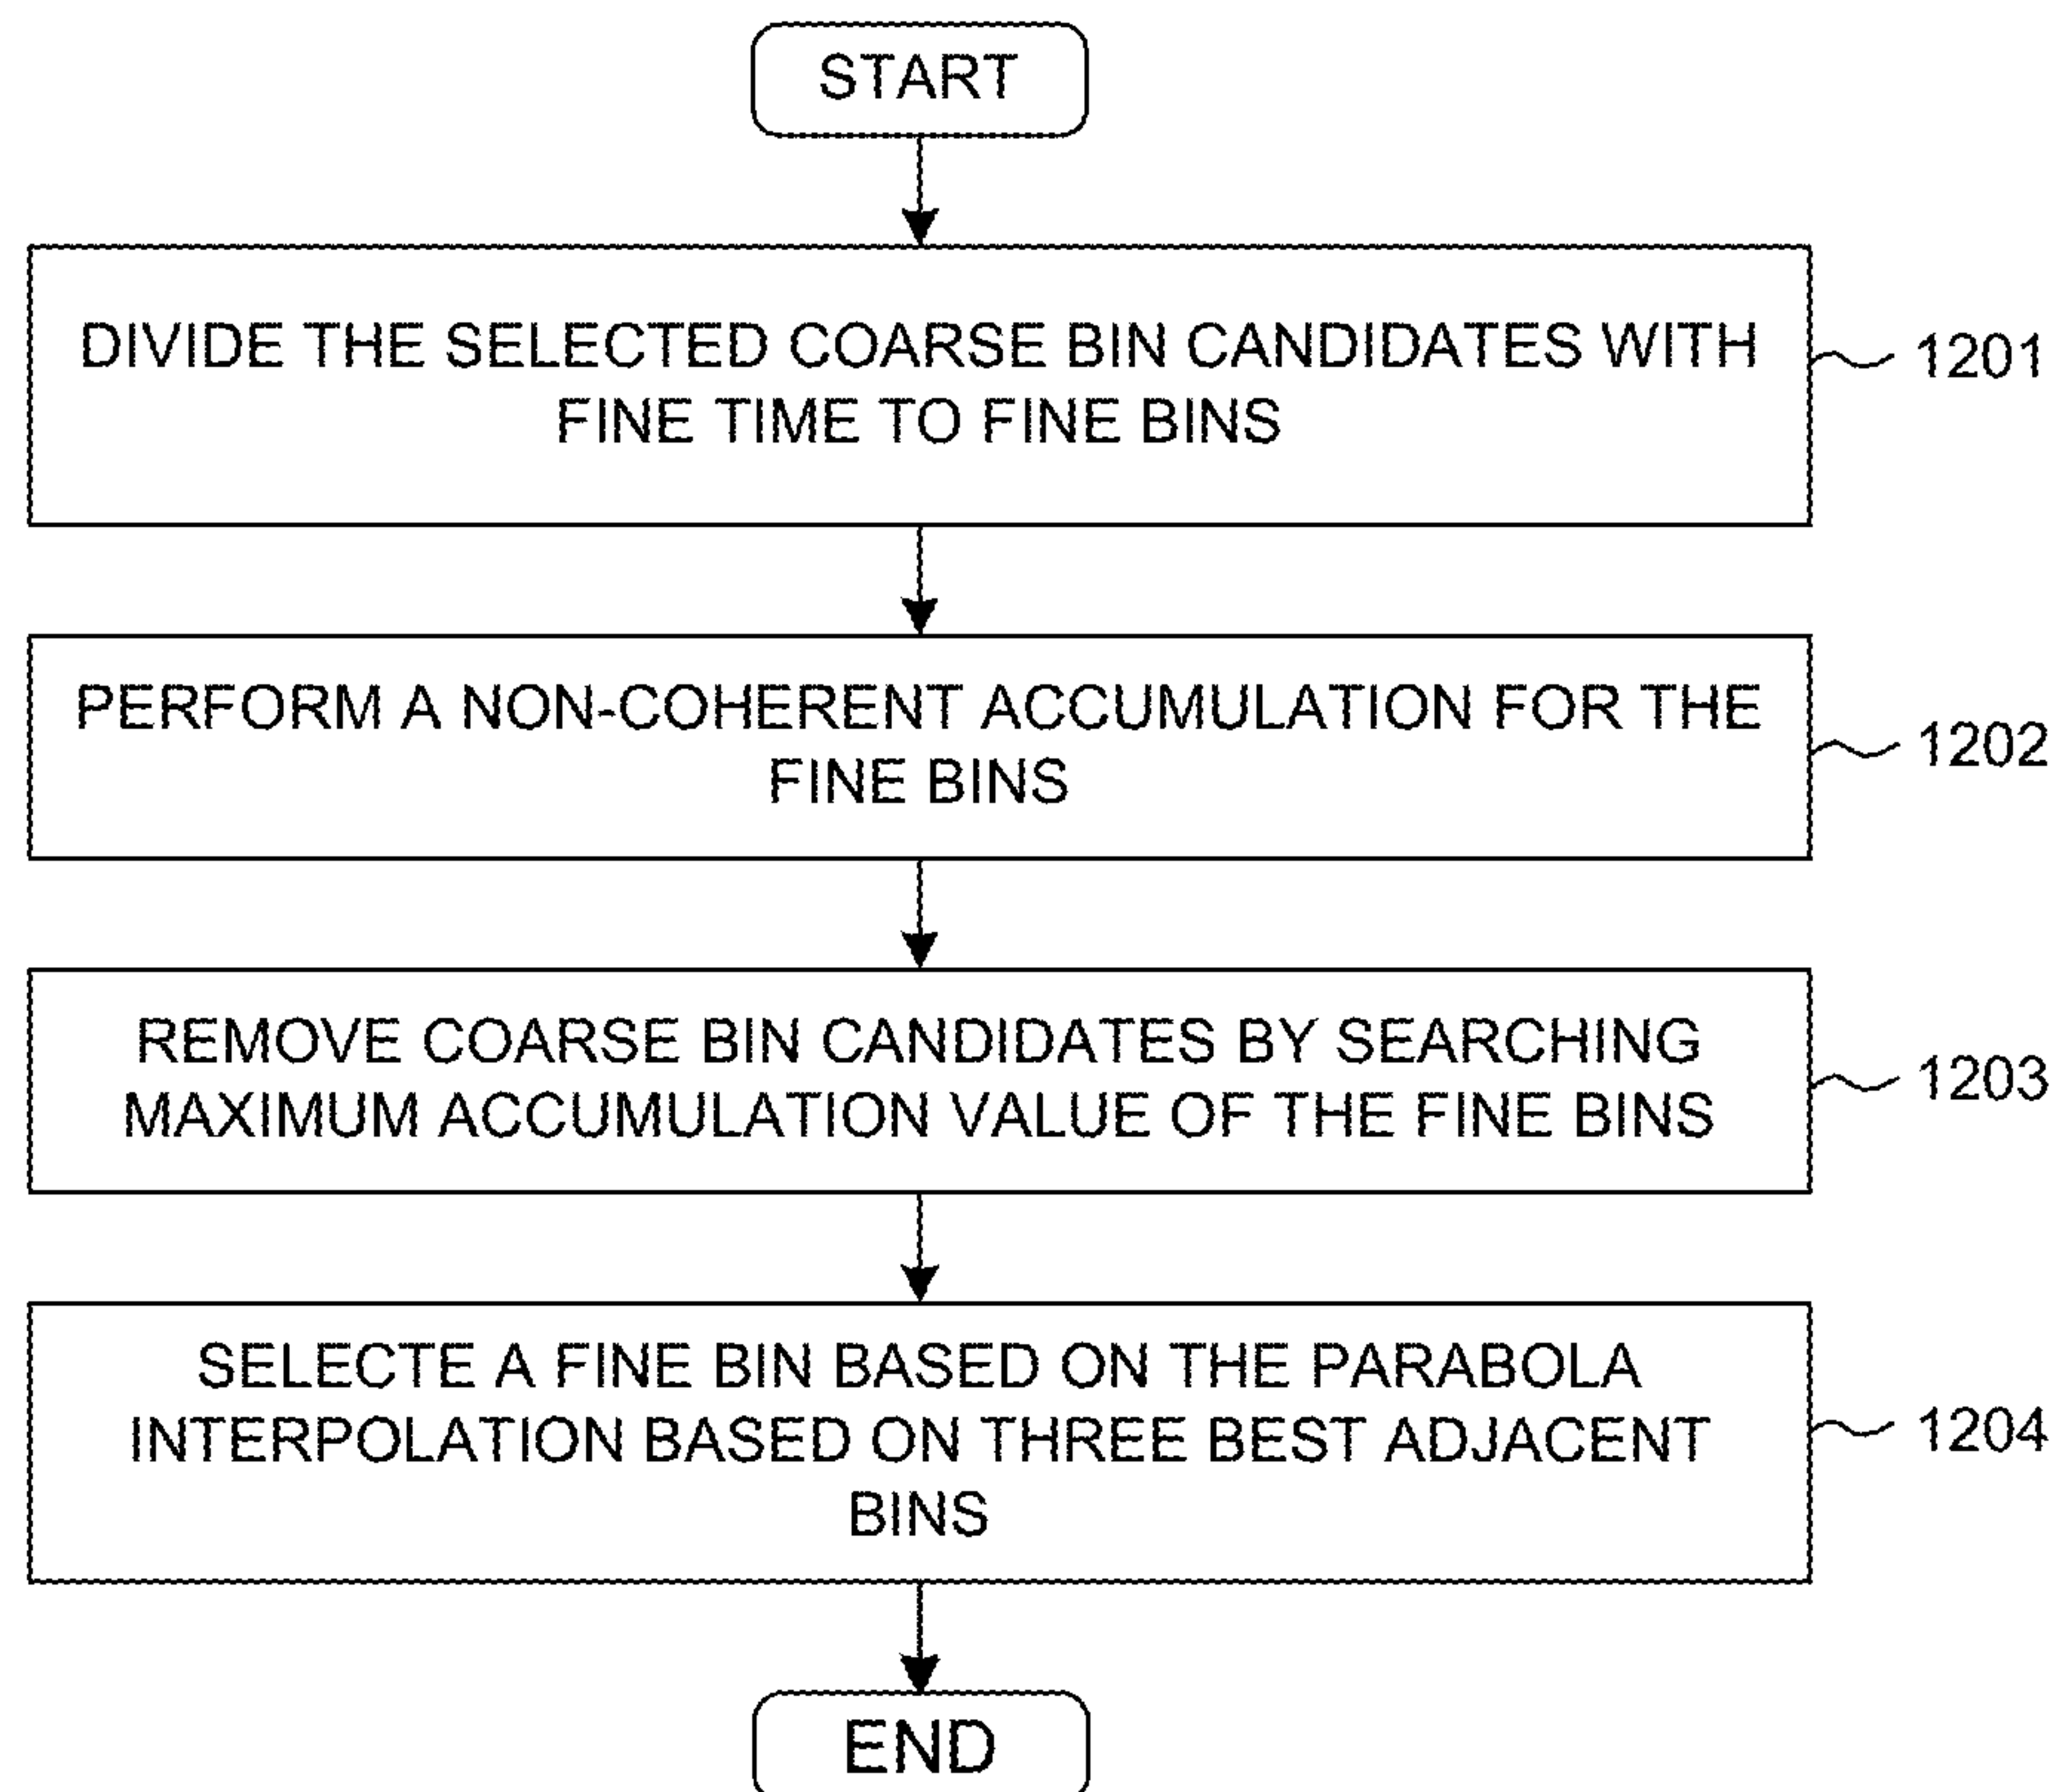 START
DIVIDE THE SELECTED COARSE BIN CANDIDATES WITH
FINE TIME TO FINE BINS
1201
PERFORM A NON-COHERENT ACCUMULATION FOR THE
FINE BINS
1202
REMOVE COARSE BIN CANDIDATES BY SEARCHING
MAXIMUM ACCUMULATION VALUE OF THE FINE BINS
1203
SELECTE A FINE BIN BASED ON THE PARABOLA
INTERPOLATION BASED ON THREE BEST ADJACENT
BINS
1204
END